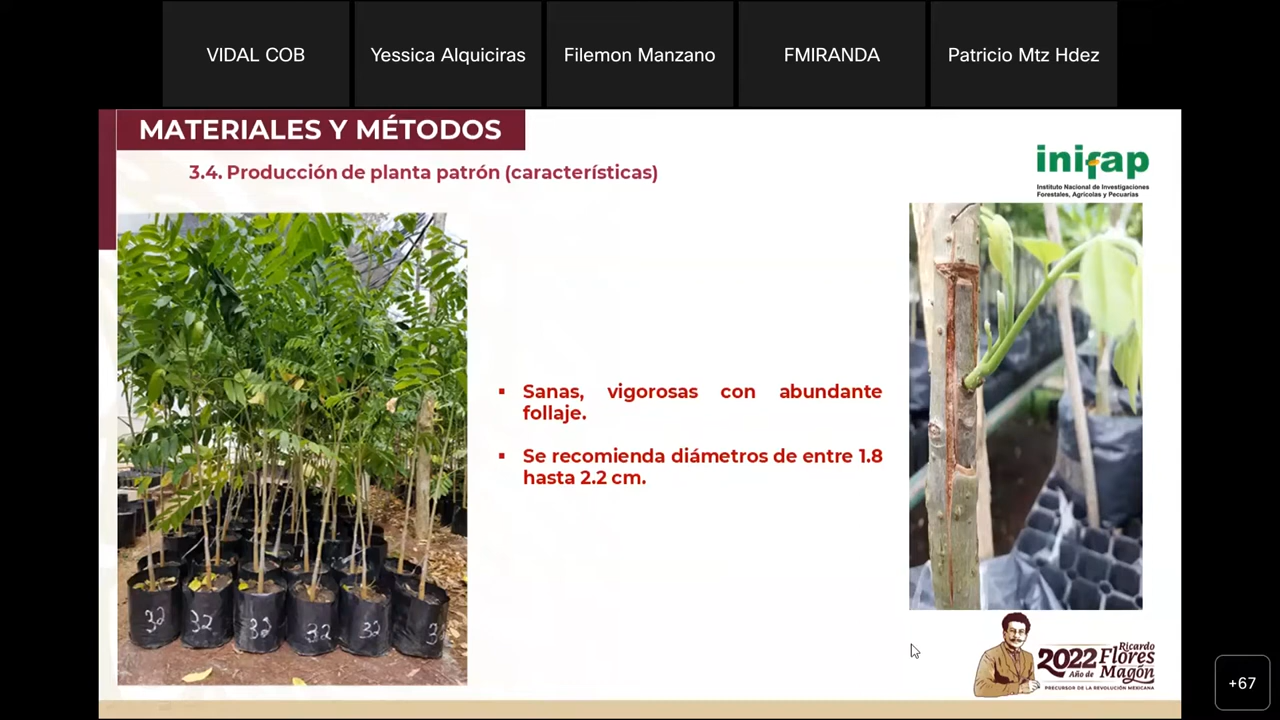 VIDAL COB
Yessica Alquiciras
Filemon Manzano
FMIRANDA
Patricio Mtz Hdez
MATERIALES Y MÉTODOS
3.4. Producción de planta patrón (características)
inifap
Instituto Nacional de Investigaciones
Forestales, Agrícolas y Pecuarias
▪ Sanas, vigorosas con abundante
follaje.
▪ Se recomienda diámetros de entre 1.8
hasta 2.2 cm.
32 32 32 32 32 3
2022 Ricardo
Flores
Año de Magón
PRECURSOR DE LA REVOLUCIÓN MEXICANA
+67